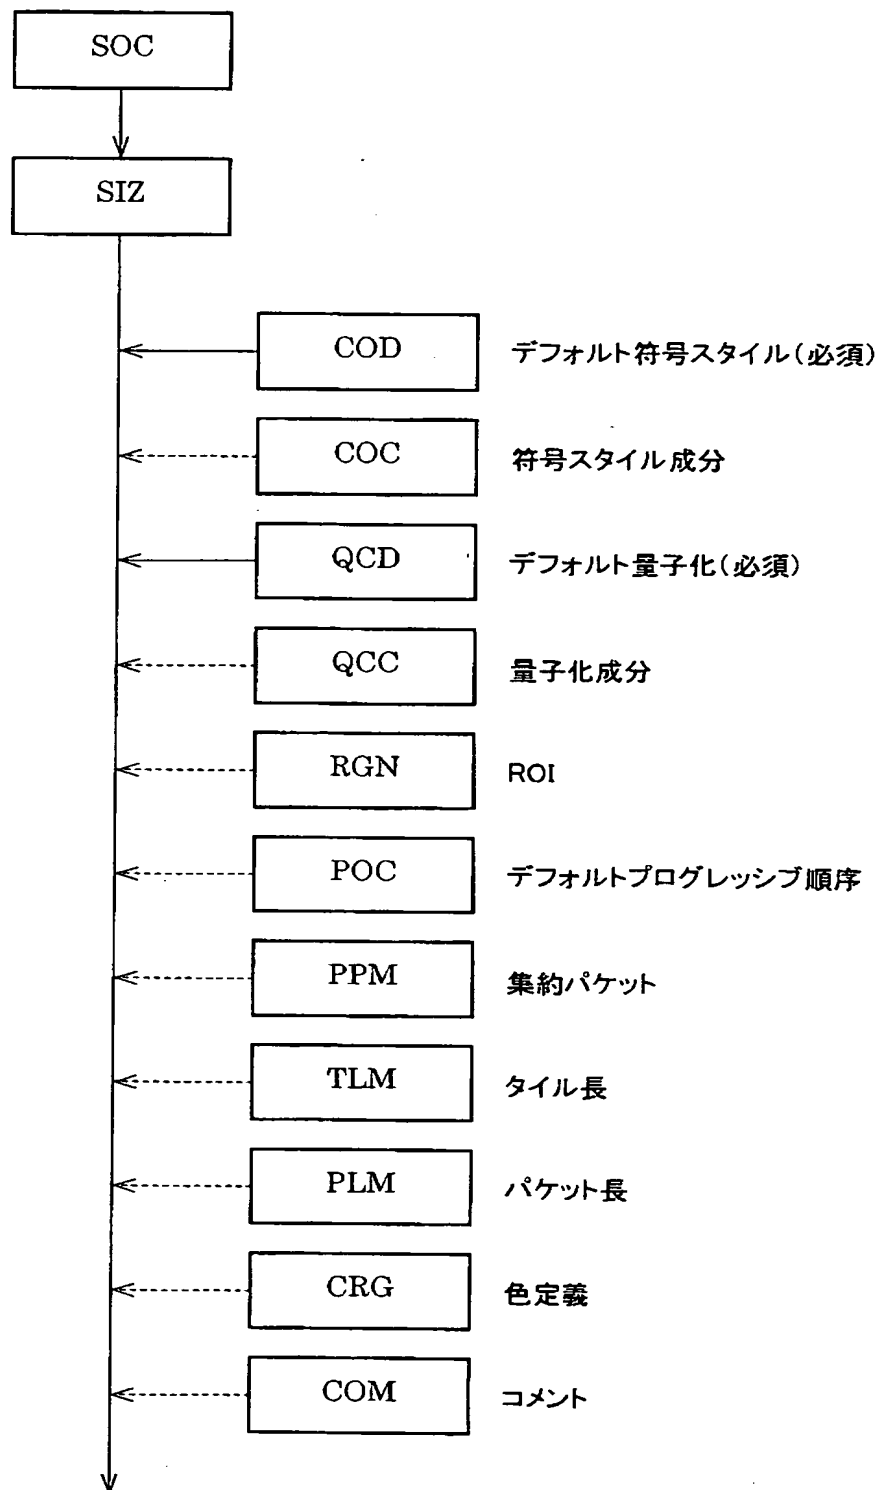 SOC
SIZ
COD デフォルト符号スタイル(必須)
COC 符号スタイル成分
QCD デフォルト量子化(必須)
QCC 量子化成分
RGN ROI
POC デフォルトプログレッシブ順序
PPM 集約パケット
TLM タイル長
PLM パケット長
CRG 色定義
COM コメント